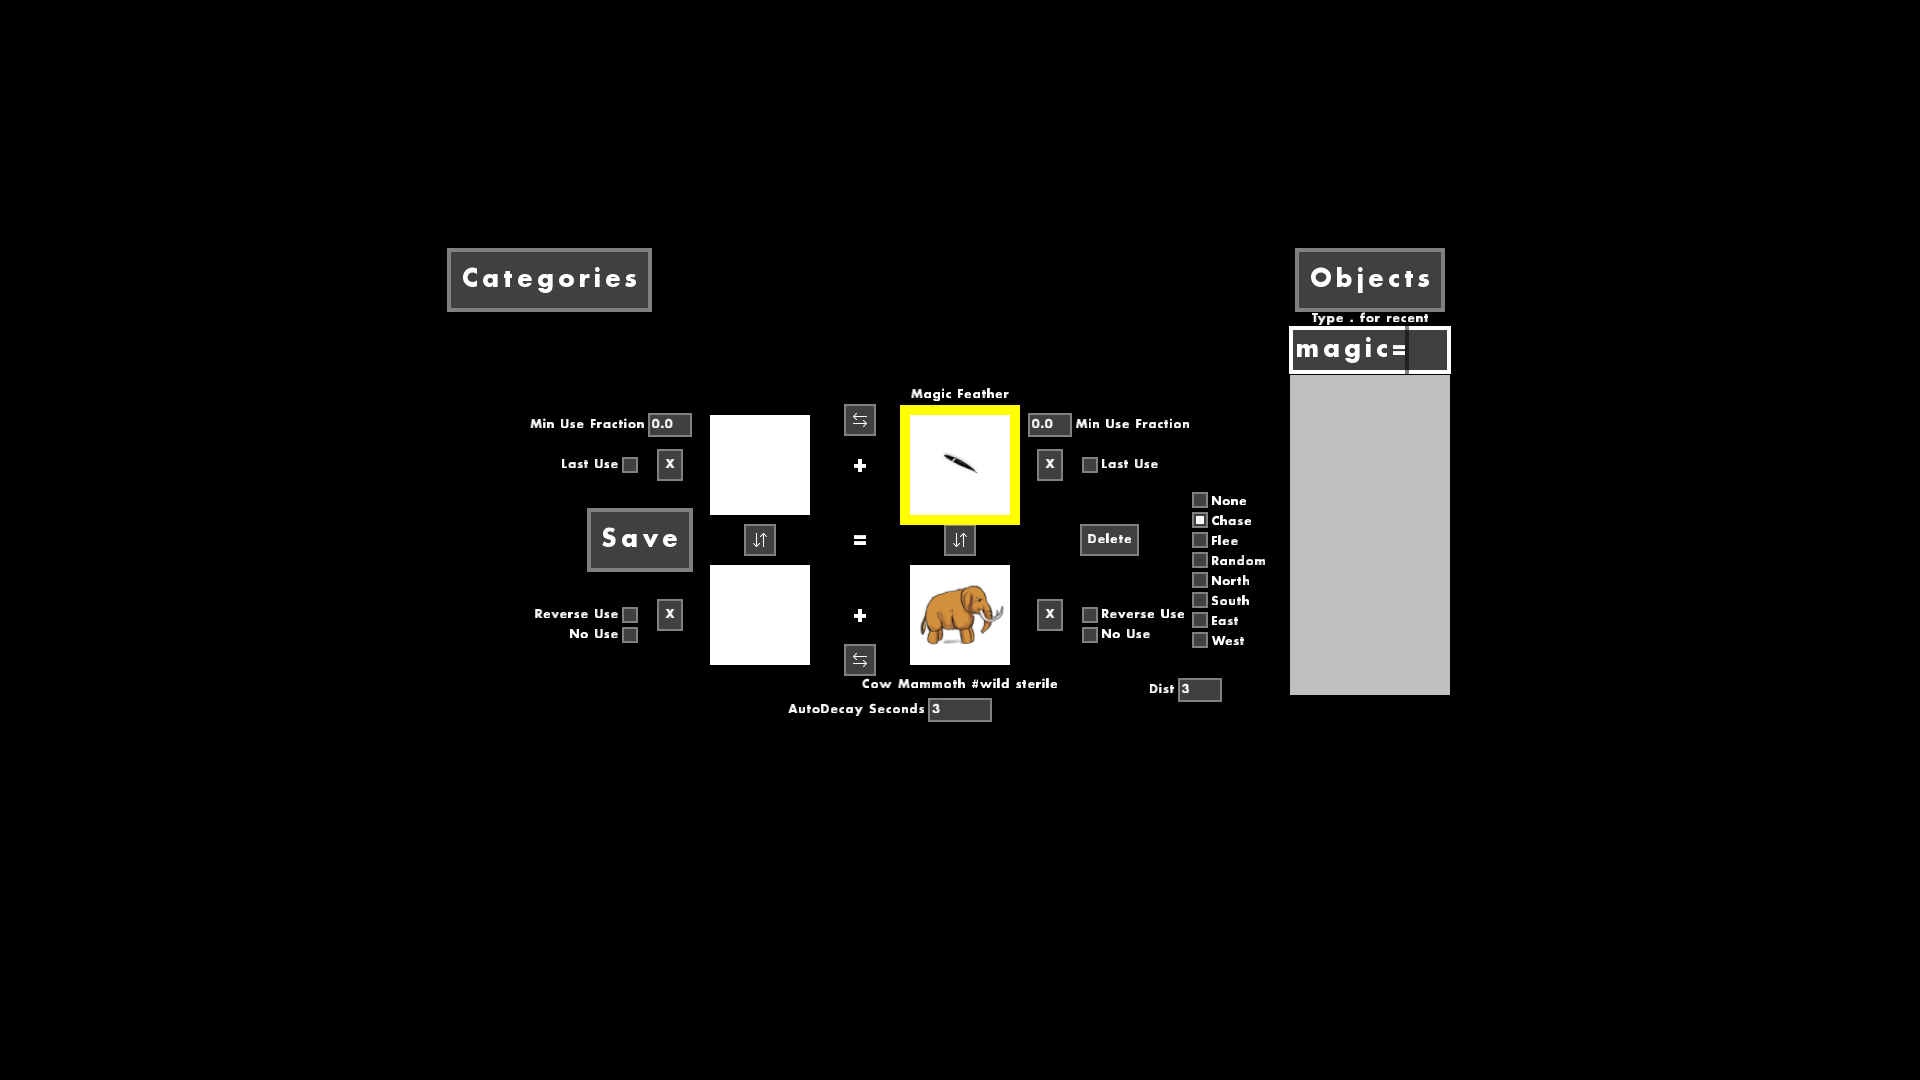 Categories
Objects
Type . for recent
magic=
Magic Feather
Min Use Fraction 0.0
0.0 Min Use Fraction
Last Use X
+
X Last Use
None
Chase
Save
=
Delete
Flee
Random
North
South
East
West
Reverse Use
No Use
X
+
X
Reverse Use
No Use
Cow Mammoth #wild sterile
Dist 3
AutoDecay Seconds 3